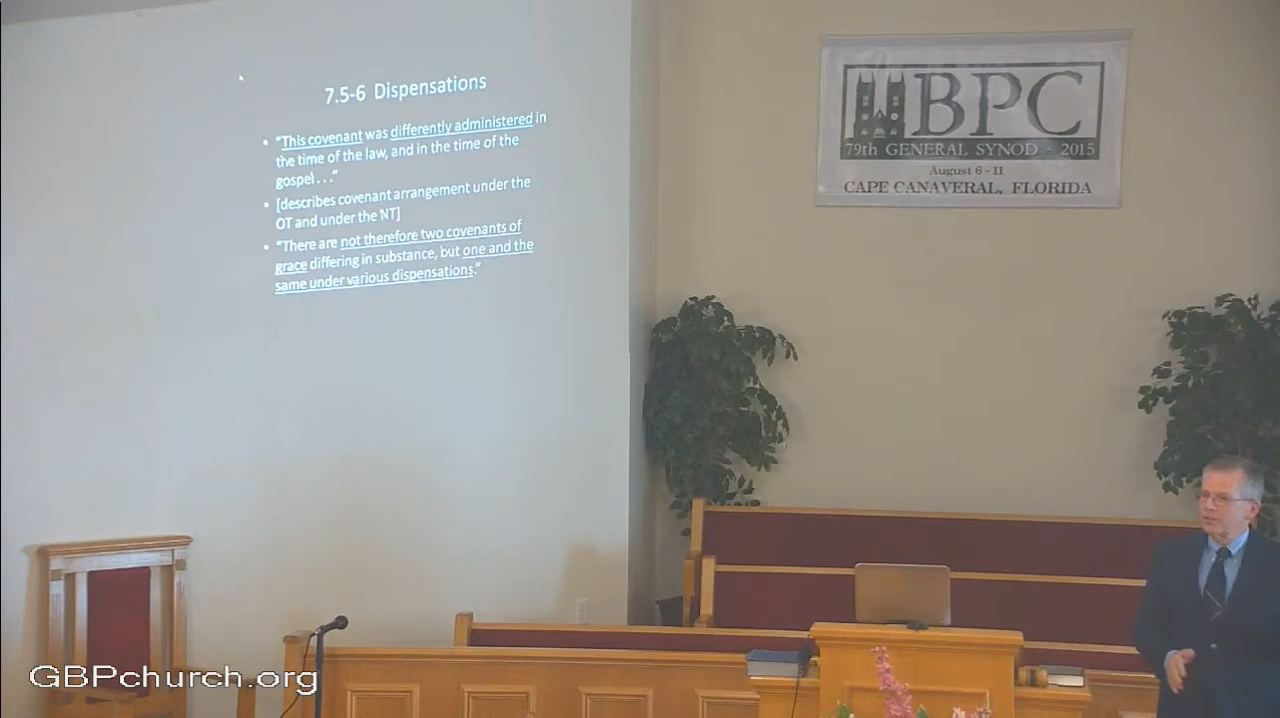 7.5-6 Dispensations
• “This covenant was differently administered in
the time of the law, and in the time of the
gospel . . .”
• [describes covenant arrangement under the
OT and under the NT]
• “There are not therefore two covenants of
grace differing in substance, but one and the
same under various dispensations.”
BPC
79th GENERAL SYNOD - 2015
August 6 - 11
CAPE CANAVERAL, FLORIDA
GBPchurch.org